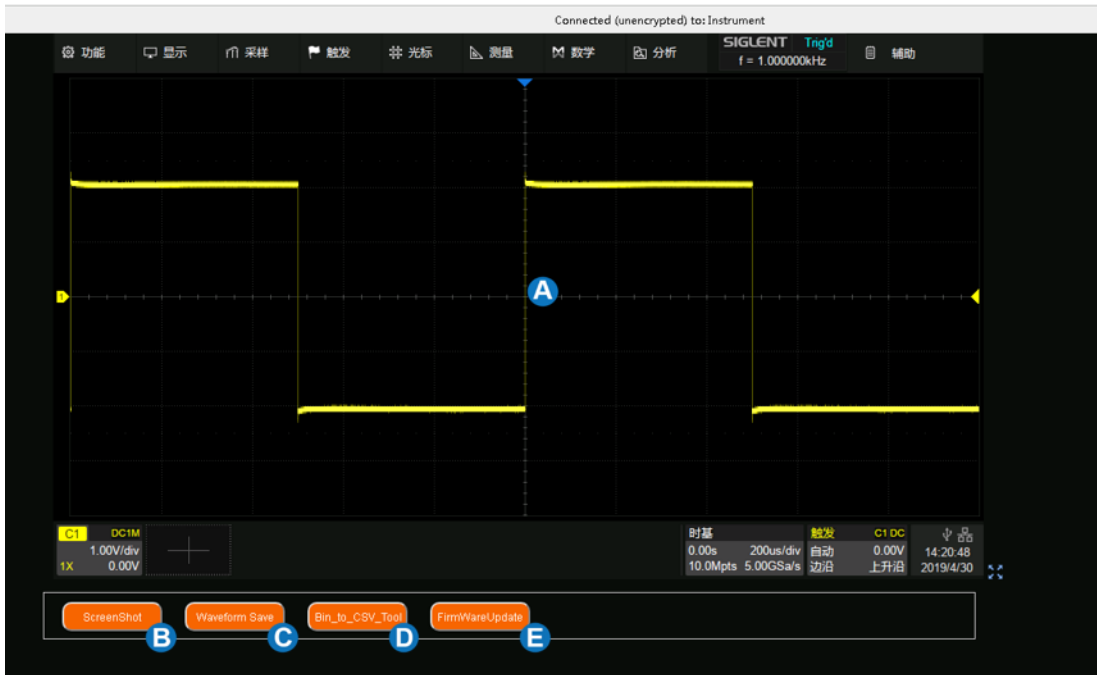 Connected (unencrypted) to: Instrument
功能 显示 采样 触发 光标 测量 数学 分析 SIGLENT Trig'd 辅助
f = 1.000000kHz
1
A
C1 DC1M
1.00V/div
1X 0.00V
时基
0.00s 200us/div
10.0Mpts 5.00GSa/s
触发 C1 DC
自动 0.00V
边沿 上升沿
14:20:48
2019/4/30
ScreenShot Waveform Save Bin_to_CSV_Tool FirmWareUpdate
B C D E